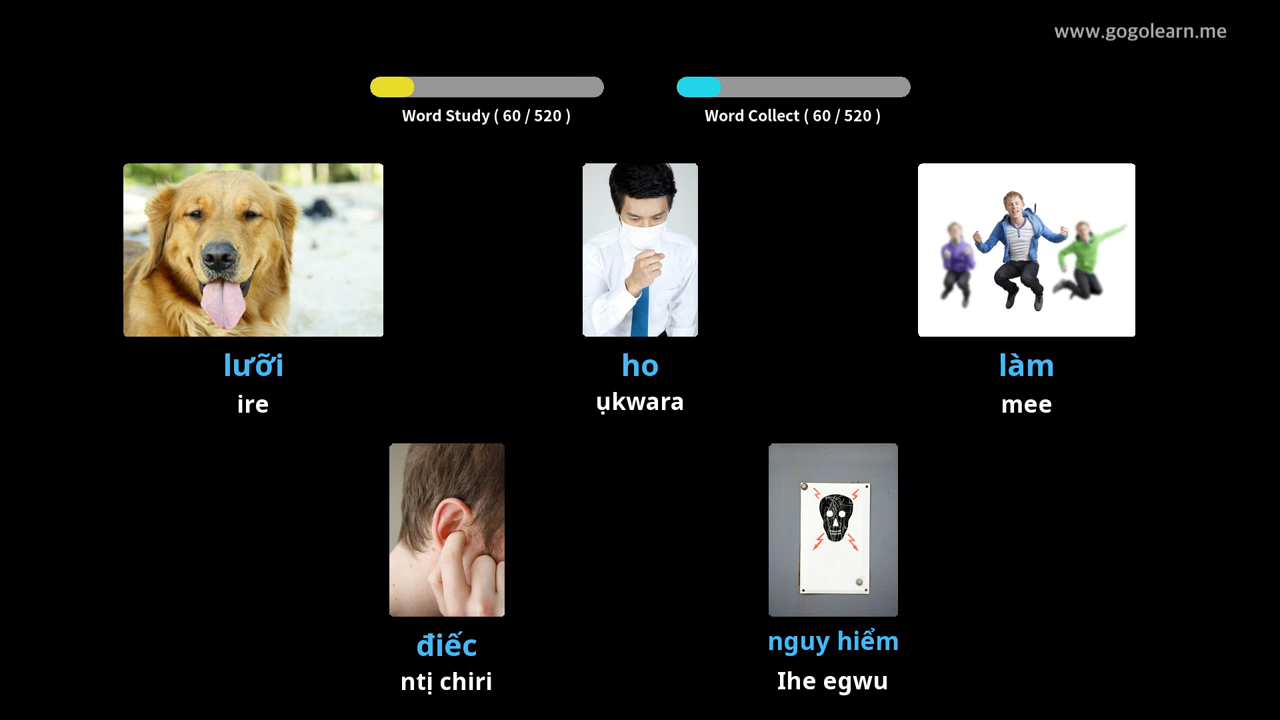 www.gogolearn.me
Word Study ( 60 / 520 )
Word Collect ( 60 / 520 )
lưỡi
ire
ho
ụkwara
làm
mee
điếc
ntị chiri
nguy hiểm
Ihe egwu